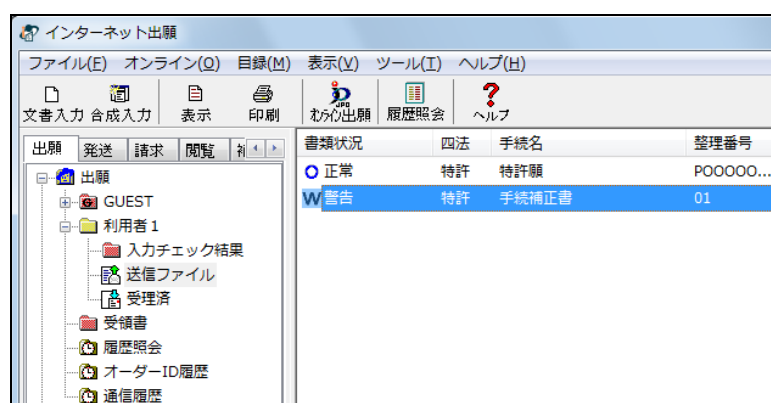 インターネット出願
ファイル(F) オンライン(O) 目録(M) 表示(V) ツール(T) ヘルプ(H)
文書入力 合成入力 表示 印刷 オンライン出願 履歴照会 ヘルプ
出願 発送 請求 閲覧
書類状況 四法 手続名 整理番号
正常 特許 特許願 POOOOO...
W 警告 特許 手続補正書 01
出願
GUEST
利用者1
入力チェック結果
送信ファイル
受理済
受領書
履歴照会
オーダーID履歴
通信履歴